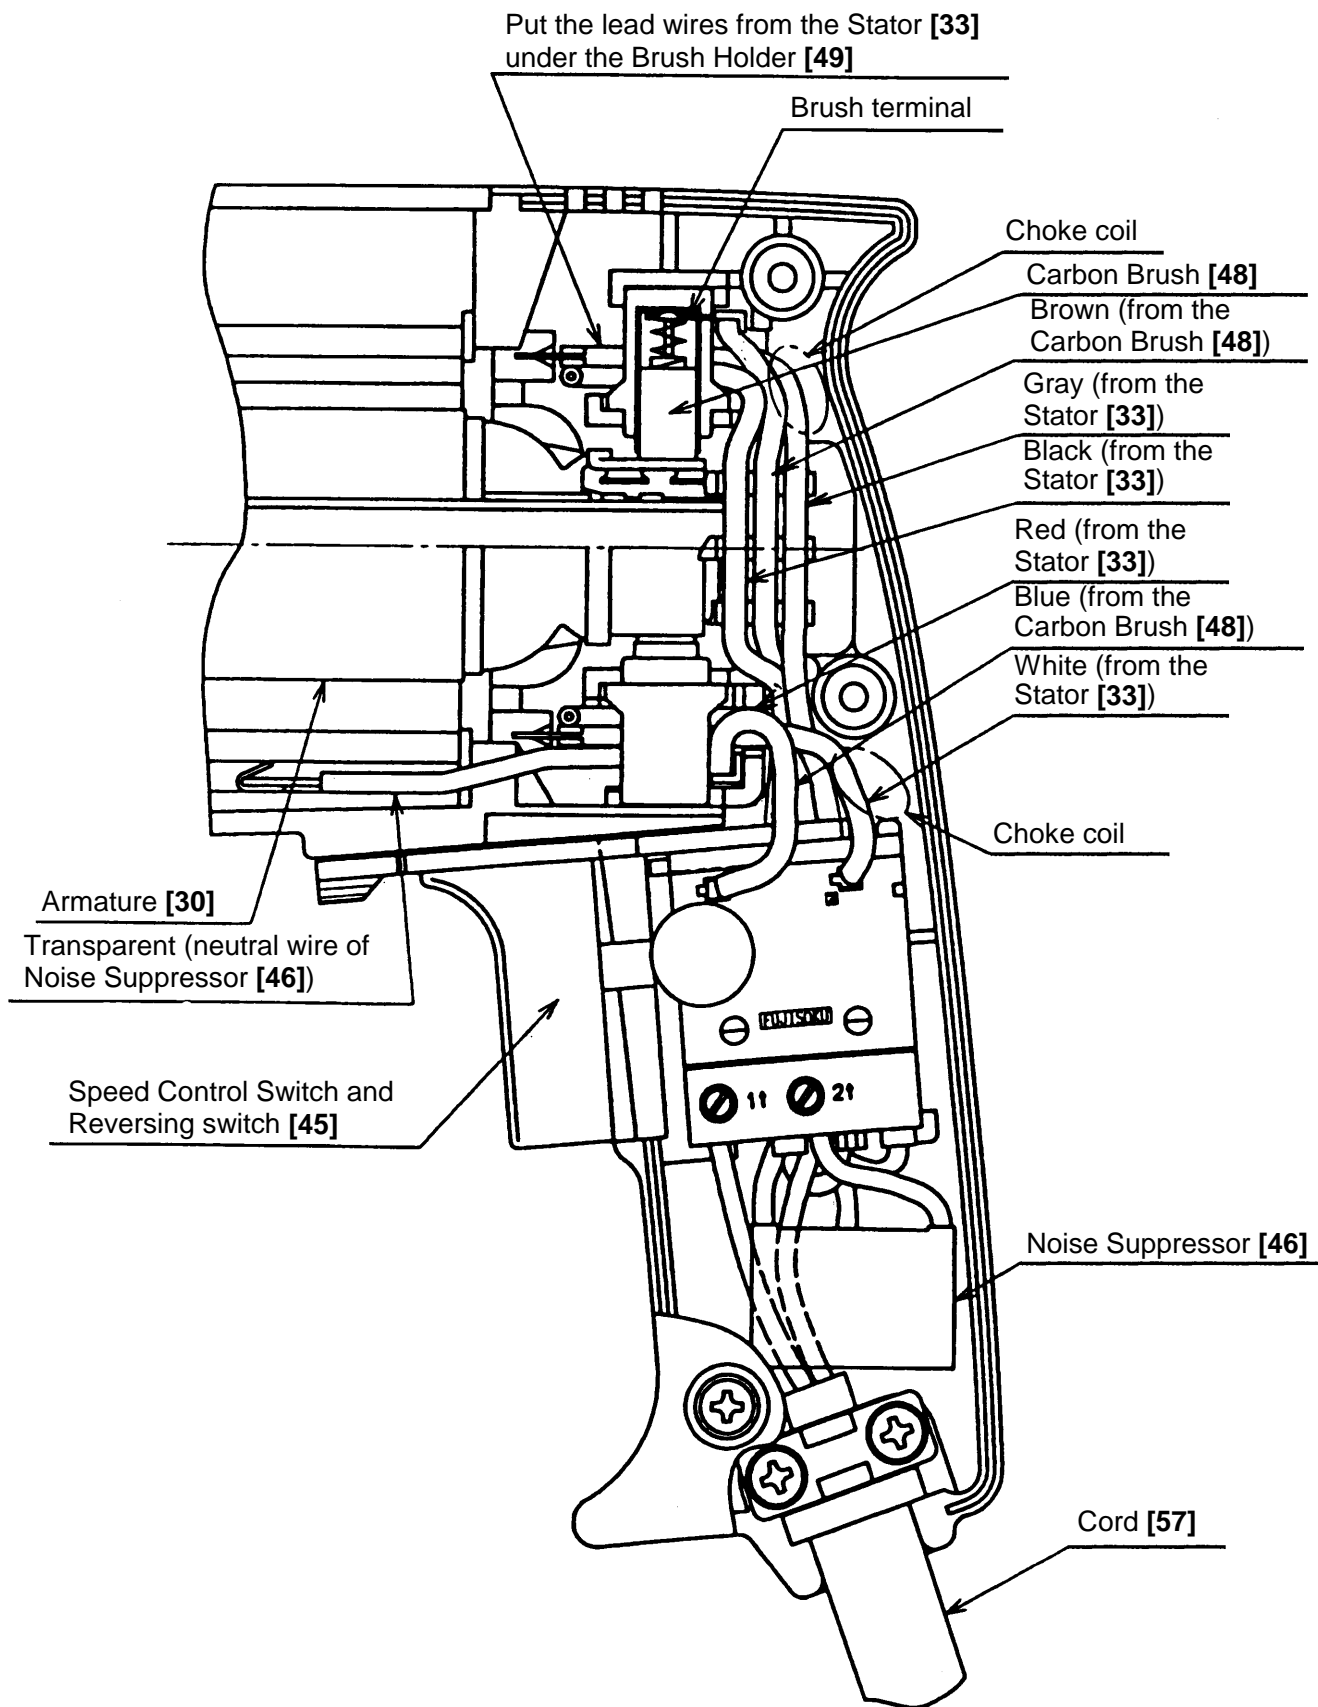 Put the lead wires from the Stator [33]
under the Brush Holder [49]
Brush terminal
Choke coil
Carbon Brush [48]
Brown (from the
Carbon Brush [48])
Gray (from the
Stator [33])
Black (from the
Stator [33])
Red (from the
Stator [33])
Blue (from the
Carbon Brush [48])
White (from the
Stator [33])
Choke coil
Armature [30]
Transparent (neutral wire of
Noise Suppressor [46])
FUJISOKU
Speed Control Switch and
Reversing switch [45]
1† 2†
Noise Suppressor [46]
Cord [57]